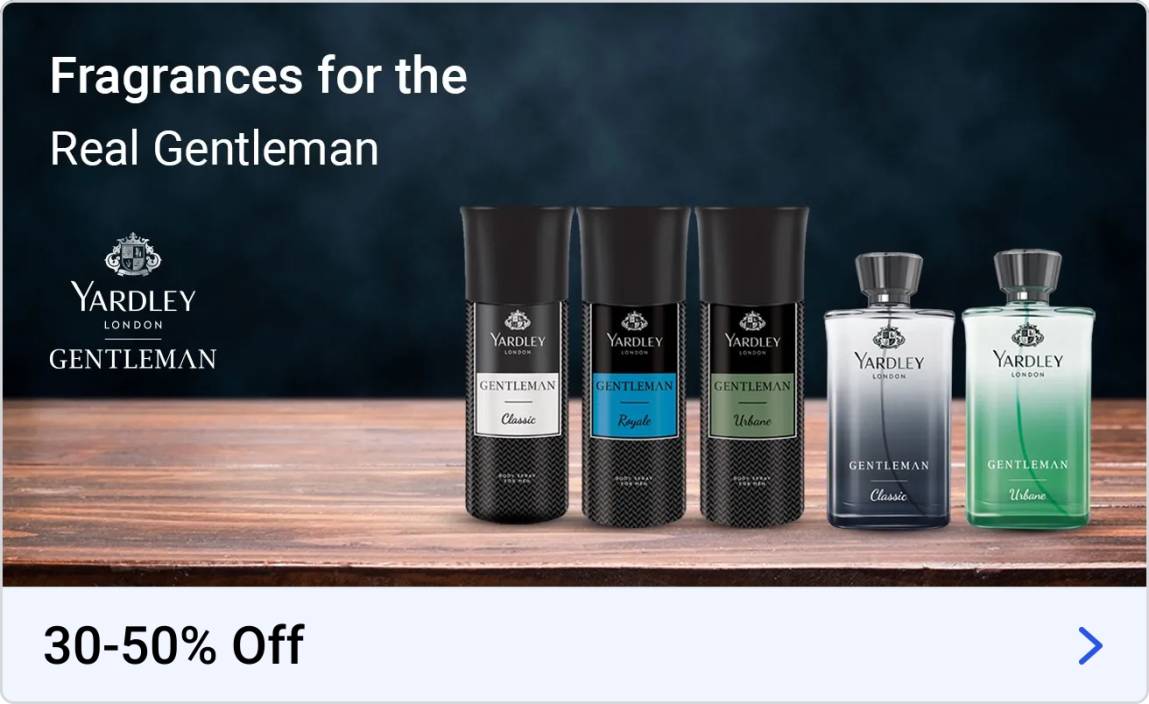 Fragrances for the
Real Gentleman
YARDLEY
LONDON
GENTLEMAN
YARDLEY
LONDON
GENTLEMAN
Classic
BODY SPRAY
FOR MEN
YARDLEY
LONDON
GENTLEMAN
Royale
BODY SPRAY
FOR MEN
YARDLEY
LONDON
GENTLEMAN
Urbane
BODY SPRAY
FOR MEN
YARDLEY
LONDON
GENTLEMAN
Classic
YARDLEY
LONDON
GENTLEMAN
Urbane
30-50% Off